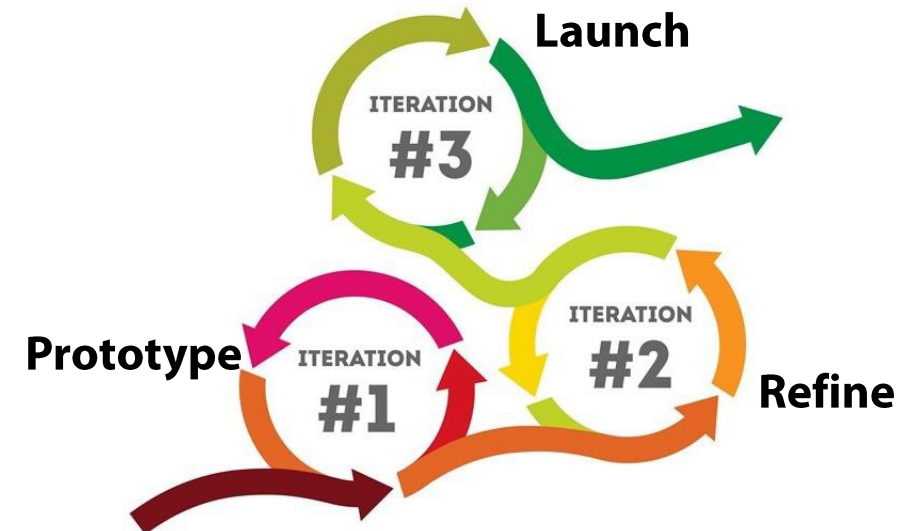 Launch
ITERATION
#3
ITERATION
#2
Prototype
ITERATION
#1
Refine